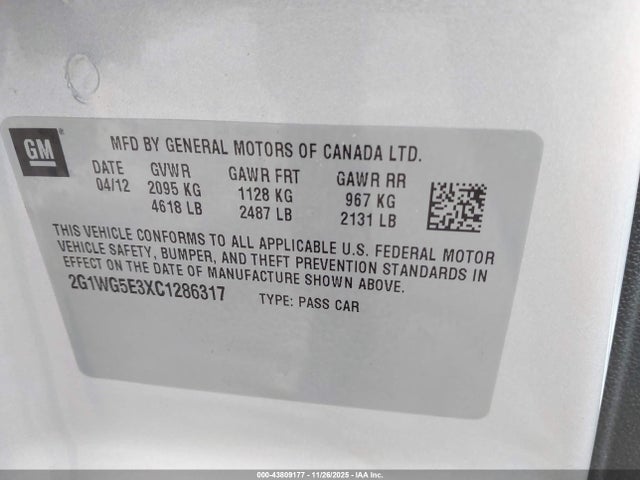 GM
MFD BY GENERAL MOTORS OF CANADA LTD.
DATE GVWR GAWR FRT GAWR RR
04/12 2095 KG 1128 KG 967 KG
4618 LB 2487 LB 2131 LB
THIS VEHICLE CONFORMS TO ALL APPLICABLE U.S. FEDERAL MOTOR
VEHICLE SAFETY, BUMPER, AND THEFT PREVENTION STANDARDS IN
EFFECT ON THE DATE OF MANUFACTURE SHOWN ABOVE.
2G1WG5E3XC1286317 TYPE: PASS CAR
000-43809177 - 11/26/2025 - IAA Inc.